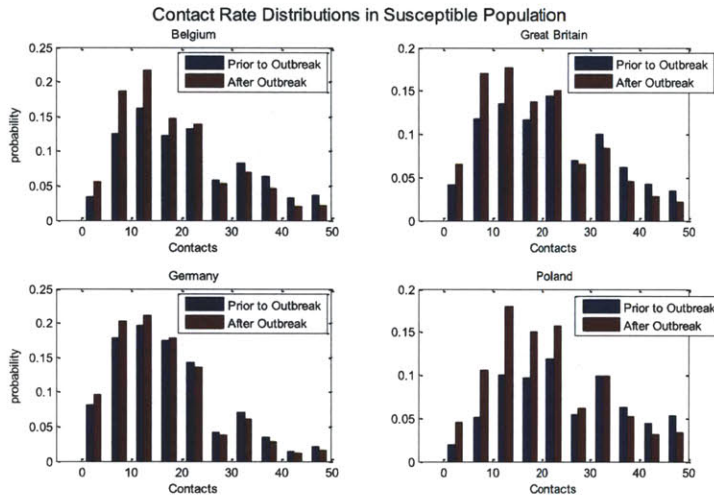 Contact Rate Distributions in Susceptible Population
Belgium
0.25
0.2
0.15
0.1
0.05
0
probability
Prior to Outbreak
After Outbreak
0 10 20 30 40 50
Contacts
Great Britain
0.2
0.15
0.1
0.05
0
Prior to Outbreak
After Outbreak
0 10 20 30 40 50
Contacts
Germany
0.25
0.2
0.15
0.1
0.05
0
probability
Prior to Outbreak
After Outbreak
0 10 20 30 40 50
Contacts
Poland
0.2
0.15
0.1
0.05
0
Prior to Outbreak
After Outbreak
0 10 20 30 40 50
Contacts